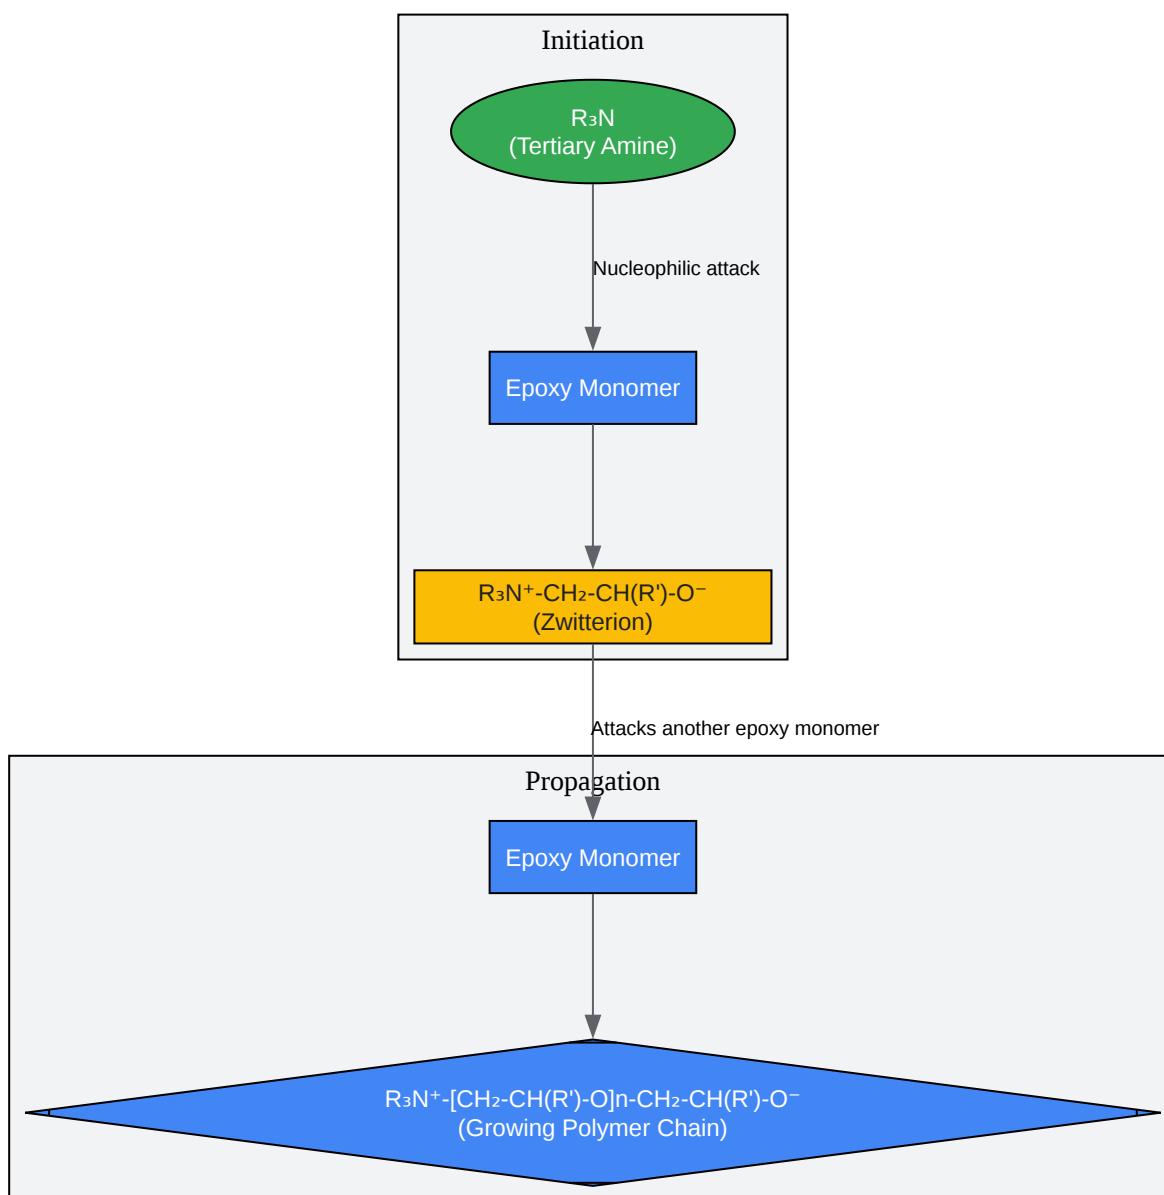 Initiation
R₃N
(Tertiary Amine)
Nucleophilic attack
Epoxy Monomer
R₃N⁺-CH₂-CH(R')-O⁻
(Zwitterion)
Attacks another epoxy monomer
Propagation
Epoxy Monomer
R₃N⁺-[CH₂-CH(R')-O]n-CH₂-CH(R')-O⁻
(Growing Polymer Chain)